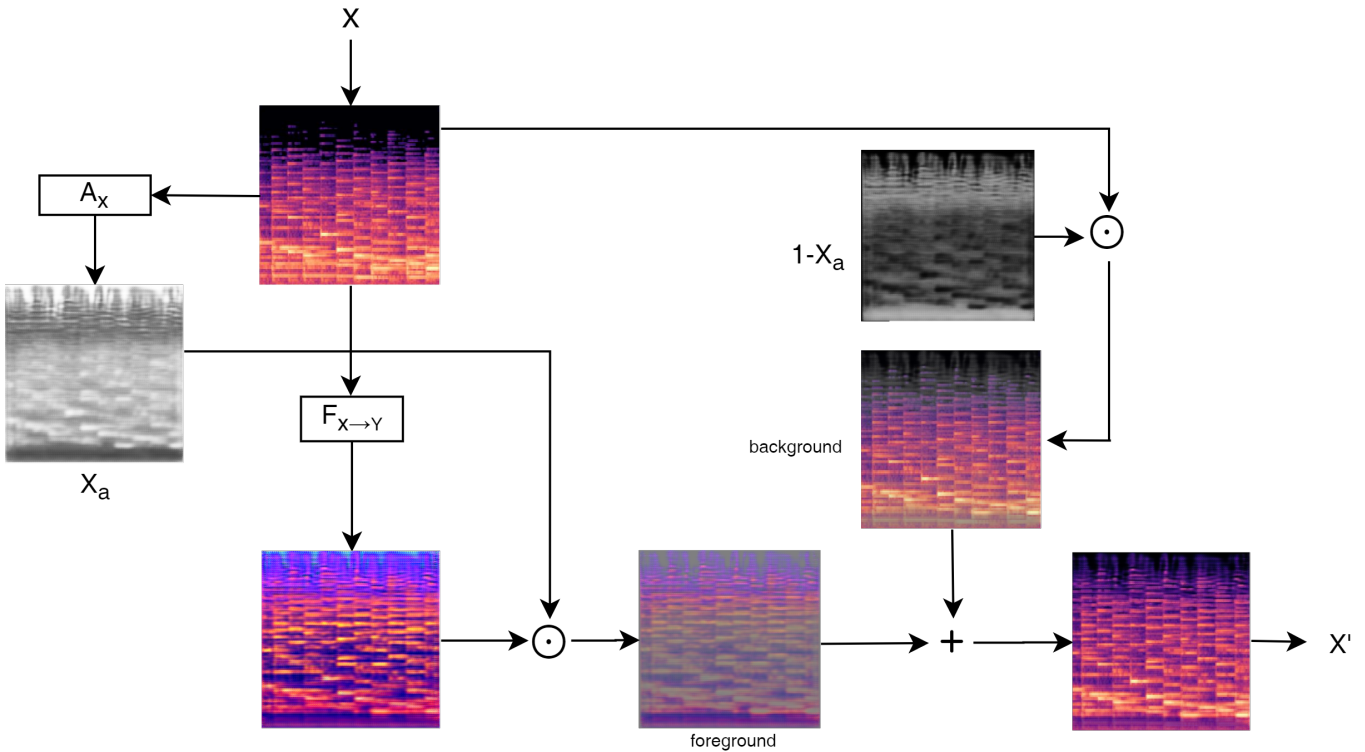 X
Aₓ
1-Xₐ
Fₓ→Y
background
Xₐ
foreground
+
X'